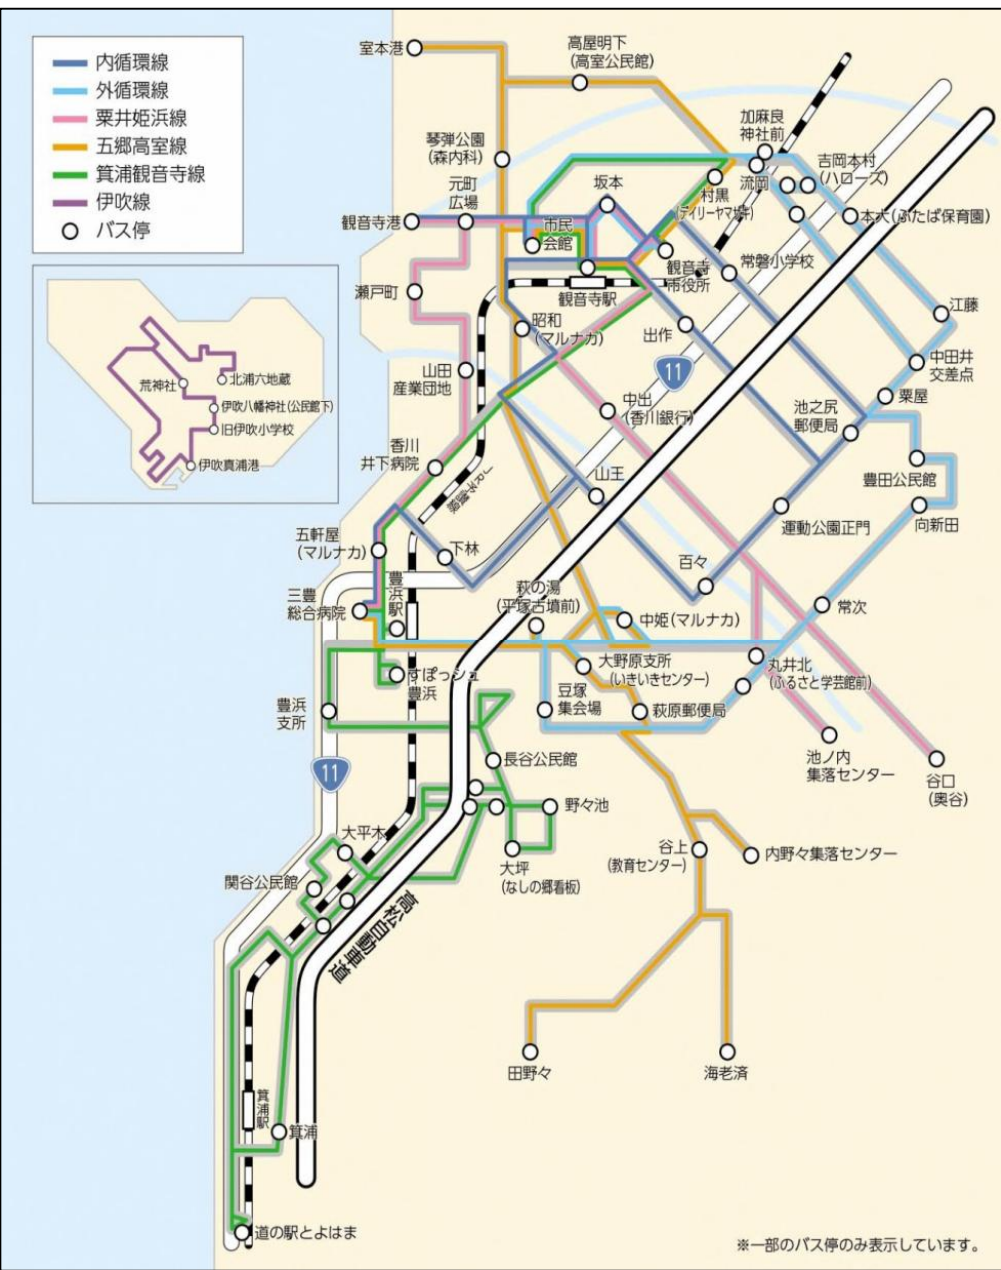 内循環線
外循環線
粟井姫浜線
五郷高室線
箕浦観音寺線
伊吹線
バス停
荒神社
北浦六地蔵
伊吹八幡神社(公民館下)
旧伊吹小学校
伊吹真浦港
室本港
高屋明下
(高室公民館)
加麻良
神社前
琴弾公園
(森内科)
吉岡本村
(ハローズ)
流岡
元町
広場
坂本
村黒
(デイリーヤマザキ)
本大(ふたば保育園)
観音寺港
市民
会館
観音寺
市役所
常磐小学校
瀬戸町
観音寺駅
昭和
(マルナカ)
出作
江藤
11
中田井
交差点
山田
産業団地
粟屋
中出
(香川銀行)
池之尻
郵便局
香川
井下病院
JR予讃線
山王
豊田公民館
運動公園正門
向新田
五軒屋
(マルナカ)
下林
百々
豊浜駅
萩の湯
(平塚古墳前)
三豊
総合病院
中姫(マルナカ)
常次
大野原支所
(いきいきセンター)
丸井北
(ふるさと学芸館前)
すぽっシュ
豊浜
豊浜
支所
豆塚
集会場
萩原郵便局
池ノ内
集落センター
谷口
(奥谷)
長谷公民館
11
野々池
大平木
谷上
(教育センター)
内野々集落センター
大坪
(なしの郷看板)
関谷公民館
高松自動車道
田野々
海老済
箕浦駅
箕浦
道の駅とよはま
※一部のバス停のみ表示しています。